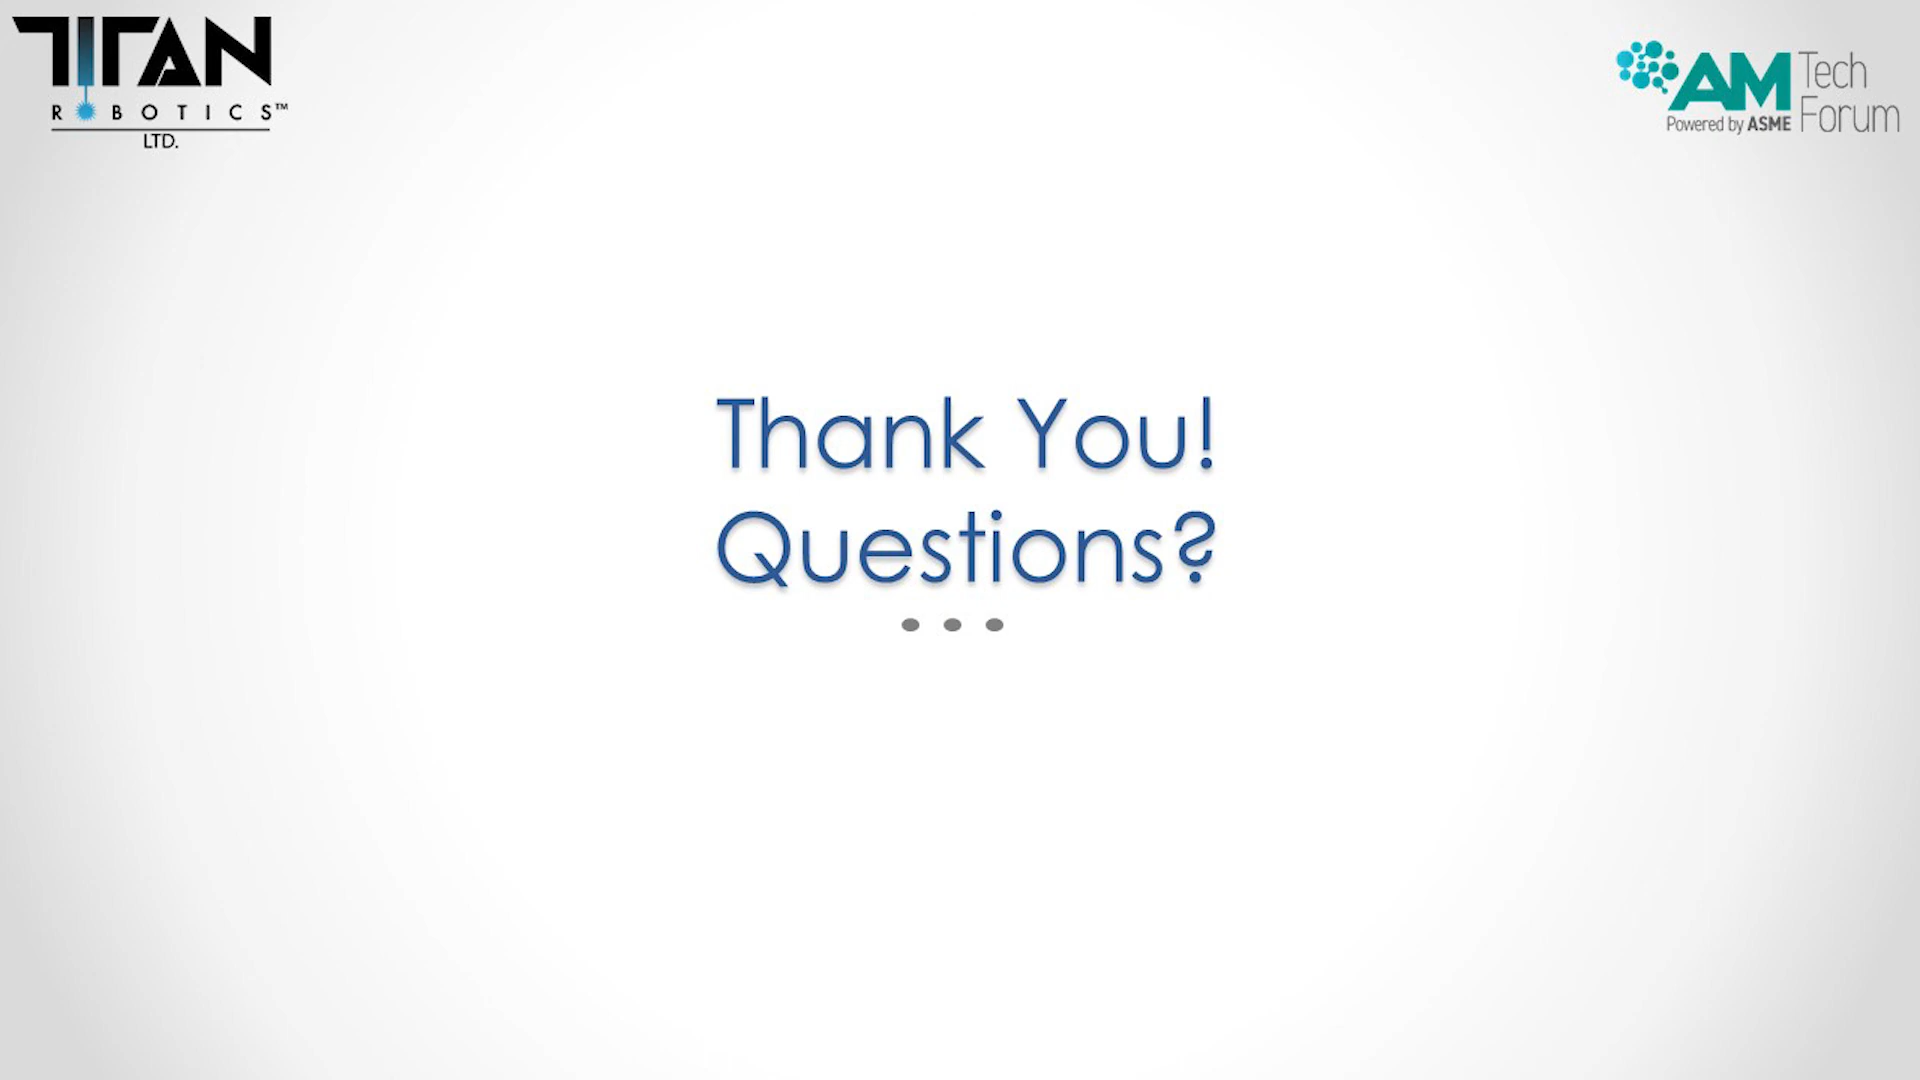 TITAN
ROBOTICS™
LTD.
AM Tech Forum
Powered by ASME
Thank You!
Questions?